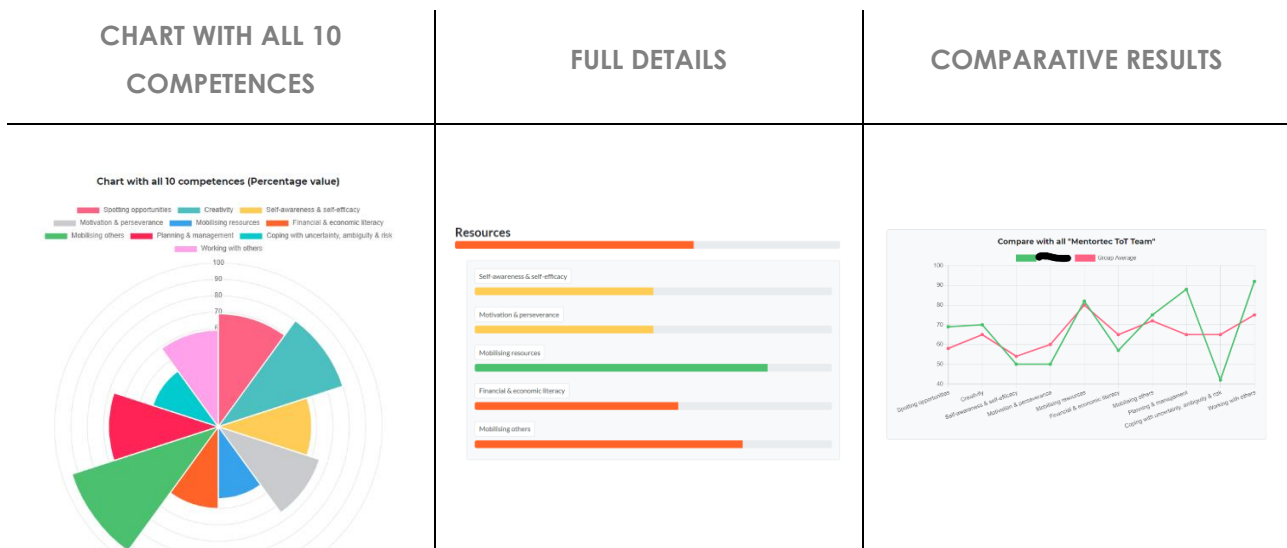 CHART WITH ALL 10
COMPETENCES
FULL DETAILS
COMPARATIVE RESULTS
Chart with all 10 competences (Percentage value)
Spotting opportunities Creativity Self-awareness & self-efficacy
Motivation & perseverance Mobilising resources Financial & economic literacy
Mobilising others Planning & management Coping with uncertainty, ambiguity & risk
Working with others
100
90
80
70
Resources
Self-awareness & self-efficacy
Motivation & perseverance
Mobilising resources
Financial & economic literacy
Mobilising others
Compare with all "Mentortec ToT Team"
Group Average
100
90
80
70
60
50
40
Spotting opportunities
Creativity
Self-awareness & self-efficacy
Motivation & perseverance
Mobilising resources
Financial & economic literacy
Mobilising others
Planning & management
Coping with uncertainty, ambiguity & risk
Working with others